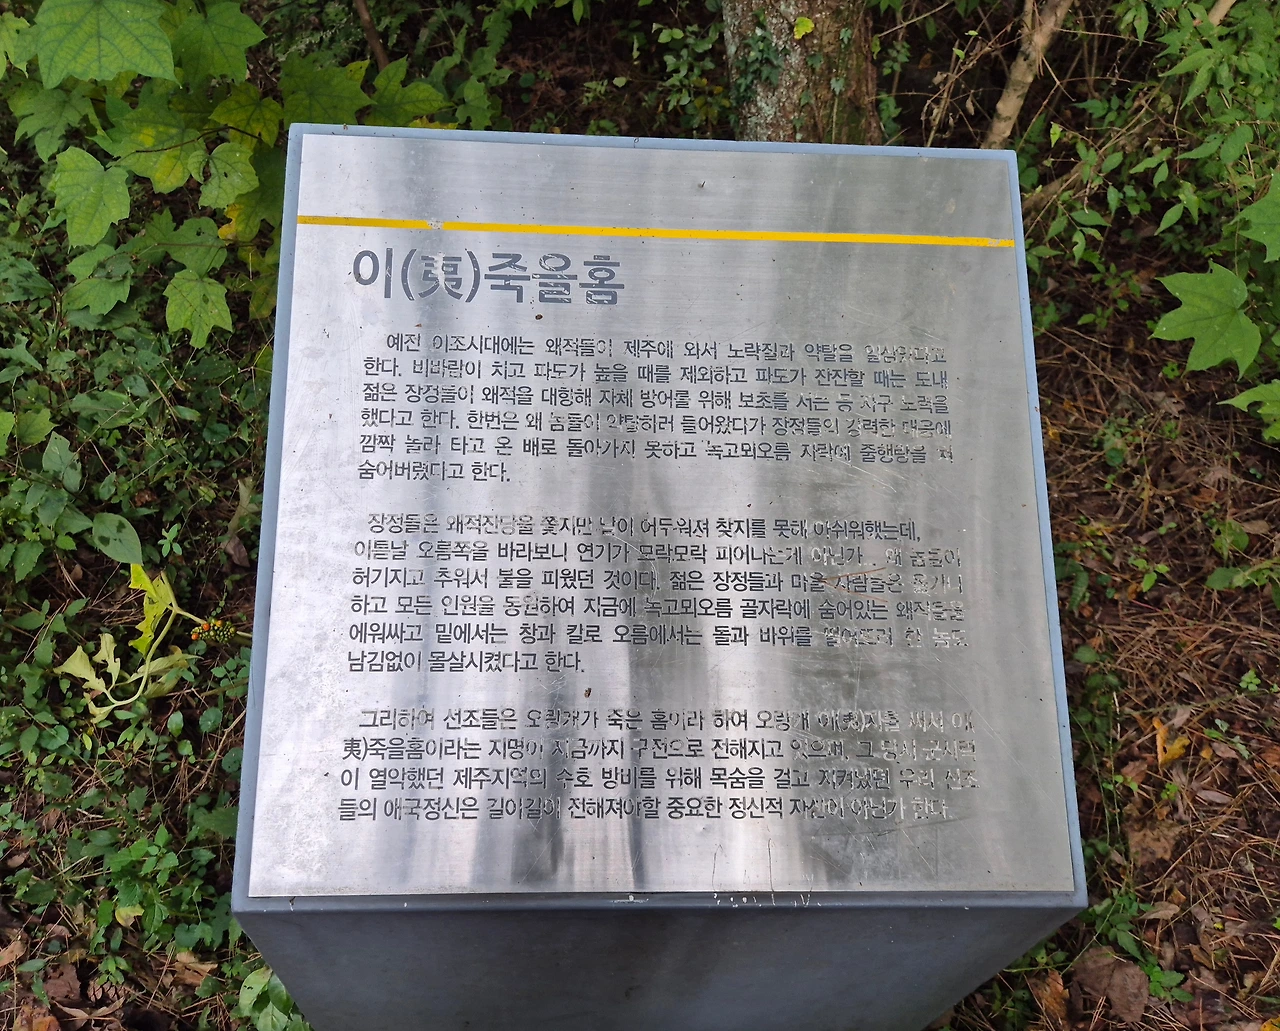 이(夷)죽을홈
예전 이조시대에는 왜적들이 제주에 와서 노략질과 약탈을 일삼았다고
한다. 비바람이 치고 파도가 높을 때를 제외하고 파도가 잔잔할 때는 도내
젊은 장정들이 왜적을 대항해 자체 방어를 위해 보초를 서는 등 자구 노력을
했다고 한다. 한번은 왜 놈들이 약탈하러 들어왔다가 장정들의 강력한 대응에
깜짝 놀라 타고 온 배로 돌아가지 못하고 녹고뫼오름 자락에 줄행랑을 쳐
숨어버렸다고 한다.
장정들은 왜적잔당을 쫓지만 날이 어두워져 찾지를 못해 아쉬워했는데,
이튿날 오름쪽을 바라보니 연기가 모락모락 피어나는게 아닌가. 왜 놈들이
허기지고 추워서 불을 피웠던 것이다. 젊은 장정들과 마을 사람들은
하고 모든 인원을 동원하여 지금에 녹고뫼오름 골자락에 숨어있는 왜적들을
에워싸고 밑에서는 창과 칼로 오름에서는 돌과 바위를 떨어뜨려 한 놈도
남김없이 몰살시켰다고 한다.
그리하여 선조들은 오랑캐가 죽은 홈이라 하여 오랑캐 이(夷)자를 써서 이(
夷)죽을홈이라는 지명이 지금까지 구전으로 전해지고 있으며, 그 당시 군사력
이 열악했던 제주지역의 수호 방비를 위해 목숨을 걸고 지켜냈던 우리 선조
들의 애국정신은 길이길이 전해져야할 중요한 정신적 자산이 아닌가 한다.